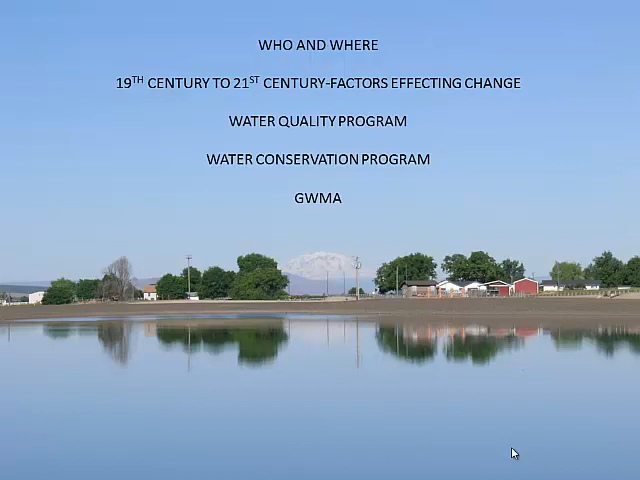 WHO AND WHERE
19TH CENTURY TO 21ST CENTURY-FACTORS EFFECTING CHANGE
WATER QUALITY PROGRAM
WATER CONSERVATION PROGRAM
GWMA